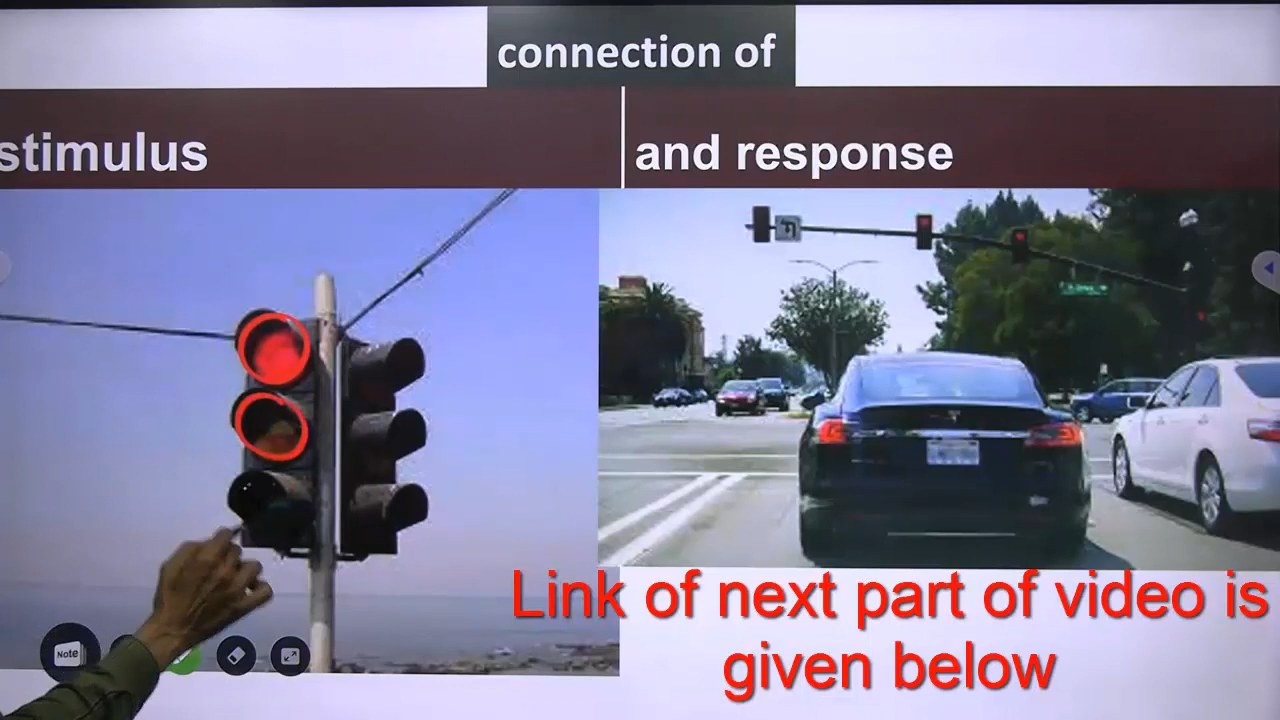 connection of
stimulus
and response
Note
Link of next part of video is
given below